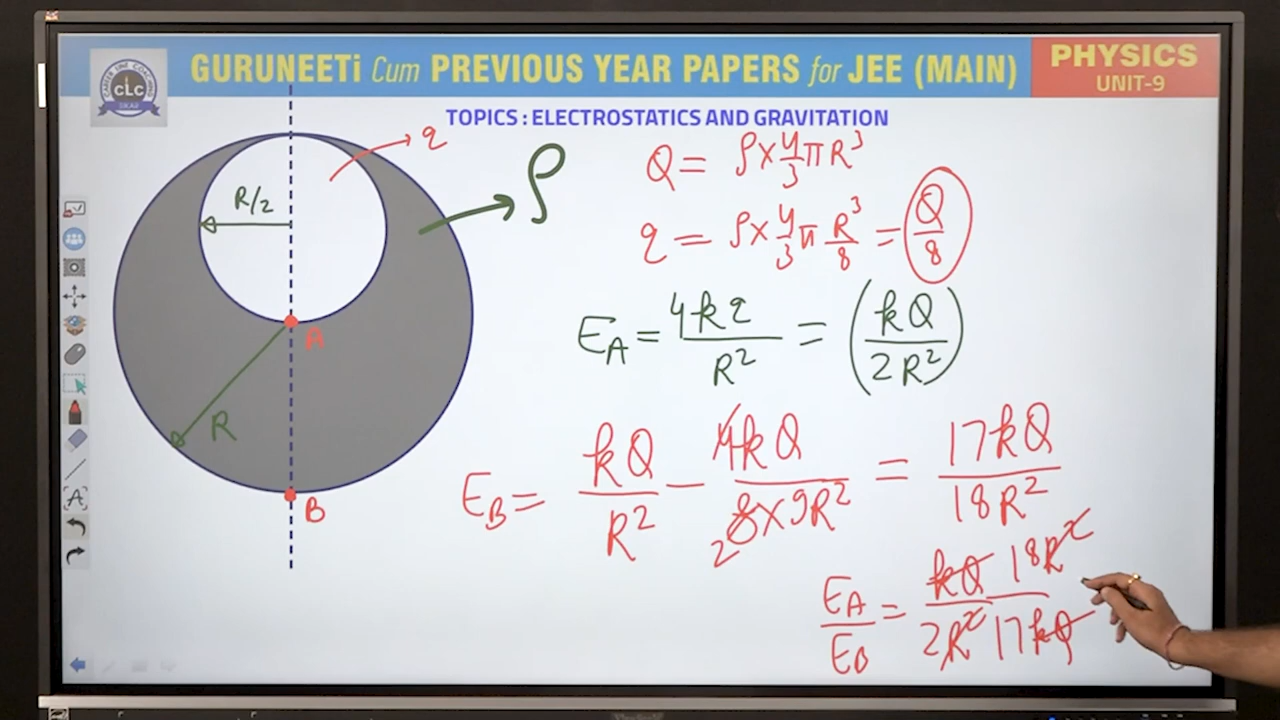 GURUNEETi Cum PREVIOUS YEAR PAPERS for JEE (MAIN)
PHYSICS
UNIT-9
CLC
TOPICS : ELECTROSTATICS AND GRAVITATION
q
ρ
R/2
A
R
B
Q = ρ × 4/3 π R³
q = ρ × 4/3 π R³/8 = Q/8
E_A = 4kq/R² = (kQ/2R²)
E_B = kQ/R² − 4kQ/8×9R² = 17kQ/18R²
2
E_A/E_B = kQ 18R²/2R² 17kQ